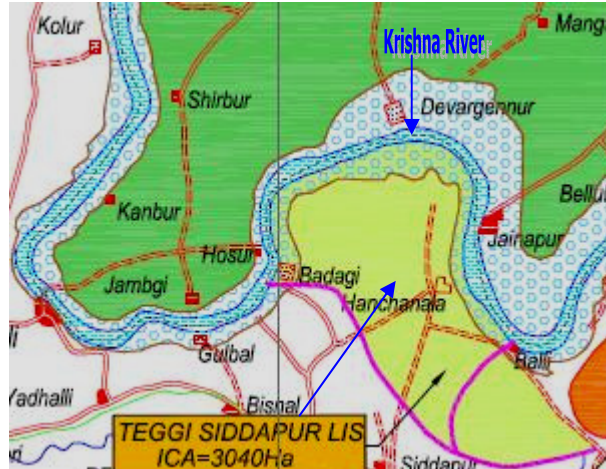 Kolur
Mang
Krishna River
Shirbur
Devargennur
Kanbur
Bellu
Jainapur
Hosur
Jambgi
Badagi
Hanchanala
Gulbal
Balli
Yadhalli
Bisnal
TEGGI SIDDAPUR LIS
ICA=3040Ha
Siddapur